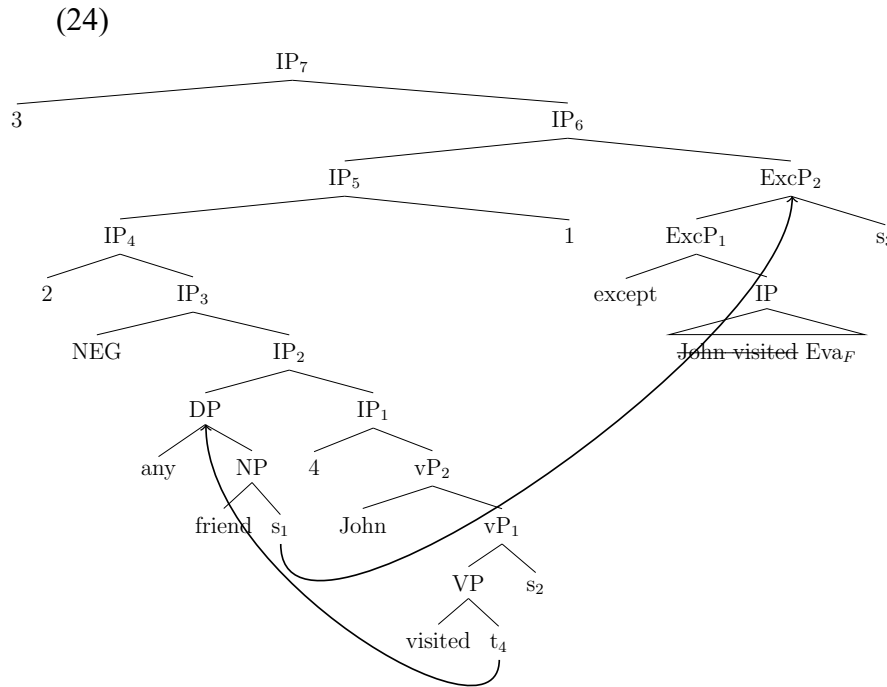 (24)
IP₇
3 IP₆
IP₅ ExcP₂
IP₄ 1 ExcP₁ s₃
2 IP₃ except IP
NEG IP₂ John visited Eva_F
DP IP₁
any NP 4 vP₂
friend s₁ John vP₁
VP s₂
visited t₄